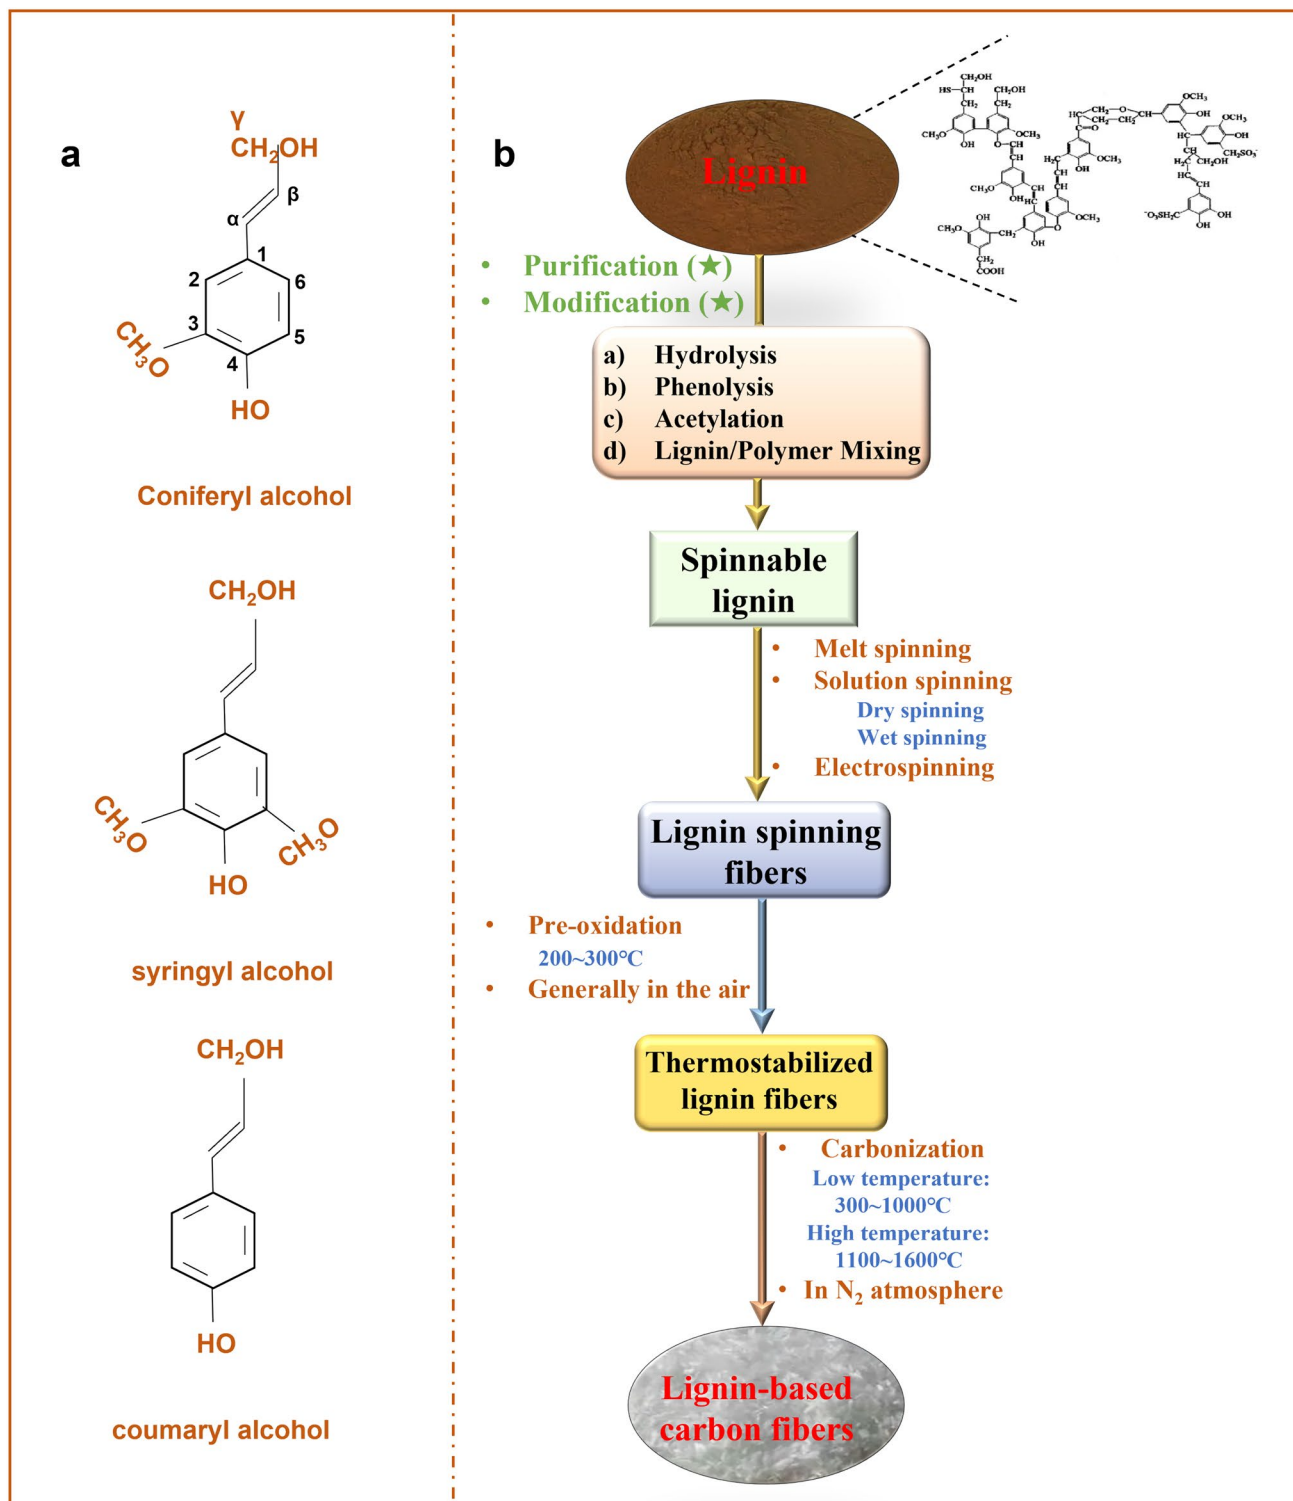 a
γ
CH₂OH
β
α
1
2
6
3
5
4
CH₃O
HO
Coniferyl alcohol
CH₂OH
CH₃O
CH₃O
HO
syringyl alcohol
CH₂OH
HO
coumaryl alcohol
b
Lignin
• Purification (★)
• Modification (★)
a) Hydrolysis
b) Phenolysis
c) Acetylation
d) Lignin/Polymer Mixing
Spinnable
lignin
• Melt spinning
• Solution spinning
Dry spinning
Wet spinning
• Electrospinning
Lignin spinning
fibers
• Pre-oxidation
200~300℃
• Generally in the air
Thermostabilized
lignin fibers
• Carbonization
Low temperature:
300~1000℃
High temperature:
1100~1600℃
• In N₂ atmosphere
Lignin-based
carbon fibers